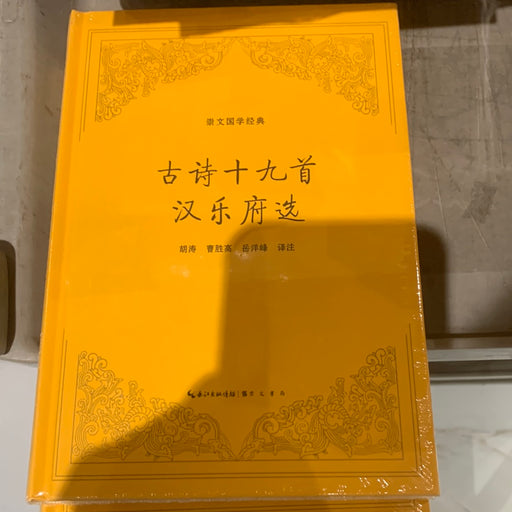 崇文国学经典
古诗十九首
汉乐府选
胡涛 曹胜高 岳洋峰 译注
长江出版传媒 崇文书局